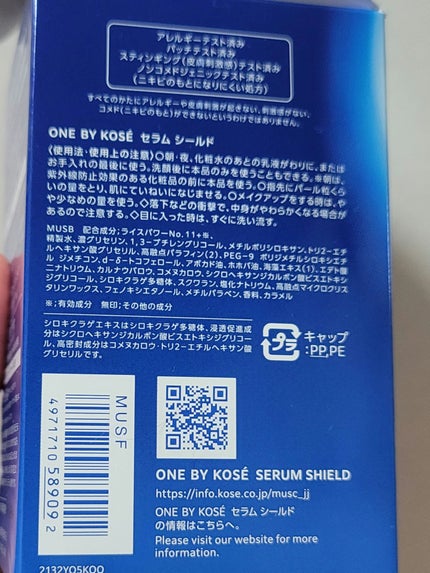 アレルギーテスト済み
パッチテスト済み
スティンギング(皮膚刺激感)テスト済み
ノンコメドジェニックテスト済み
(ニキビのもとになりにくい処方)
すべてのかたにアレルギーや皮膚刺激が起きない、刺激感がない、
コメド(ニキビのもと)ができないというわけではありません。
ONE BY KOSÉ セラム シールド
〈使用法・使用上の注意〉〇朝・夜、化粧水のあとの乳液がわりに、または
お手入れの最後に使う。洗顔後に本品のみを使うこともできる。※朝は、
紫外線防止効果のある化粧品の前に本品を使う。〇指先にパール粒くら
いの量をとり、肌にていねいになじませる。〇メイクアップをする時は、や
や少なめの量を使う。◇落下などの衝撃で、中身がやわらかくなる場合が
あるので注意する。◇目に入った時は、すぐに洗い流す。
MUSB 配合成分;ライスパワーNo.11+※、
精製水、濃グリセリン、1,3-ブチレングリコール、メチルポリシロキサン、トリ2-エチ
ルヘキサン酸グリセリル、高融点パラフィン(2)、PEG-9 ポリジメチルシロキシエチ
ル ジメチコン、d-δ-トコフェロール、アボカド油、ホホバ油、海藻エキス(1)、エデト酸
二ナトリウム、カルナウバロウ、コメヌカロウ、シクロヘキサンジカルボン酸ビスエトキシ
ジグリコール、シロキクラゲ多糖体、スクワラン、塩化ナトリウム、高融点マイクロクリス
タリンワックス、フェノキシエタノール、メチルパラベン、香料、カラメル
※;有効成分 無印;その他の成分
シロキクラゲエキスはシロキクラゲ多糖体、浸透促進成
分はシクロヘキサンジカルボン酸ビスエトキシジグリコー
ル、高密封成分はコメヌカロウ・トリ2-エチルヘキサン酸
グリセリルです。
プラ
キャップ
:PP,PE
MUSF
4971710 589092
ONE BY KOSÉ SERUM SHIELD
https://info.kose.co.jp/musc_jj
ONE BY KOSÉ セラム シールド
の情報はこちらへ。
Please visit our website for more
information.
2132YO5KOO